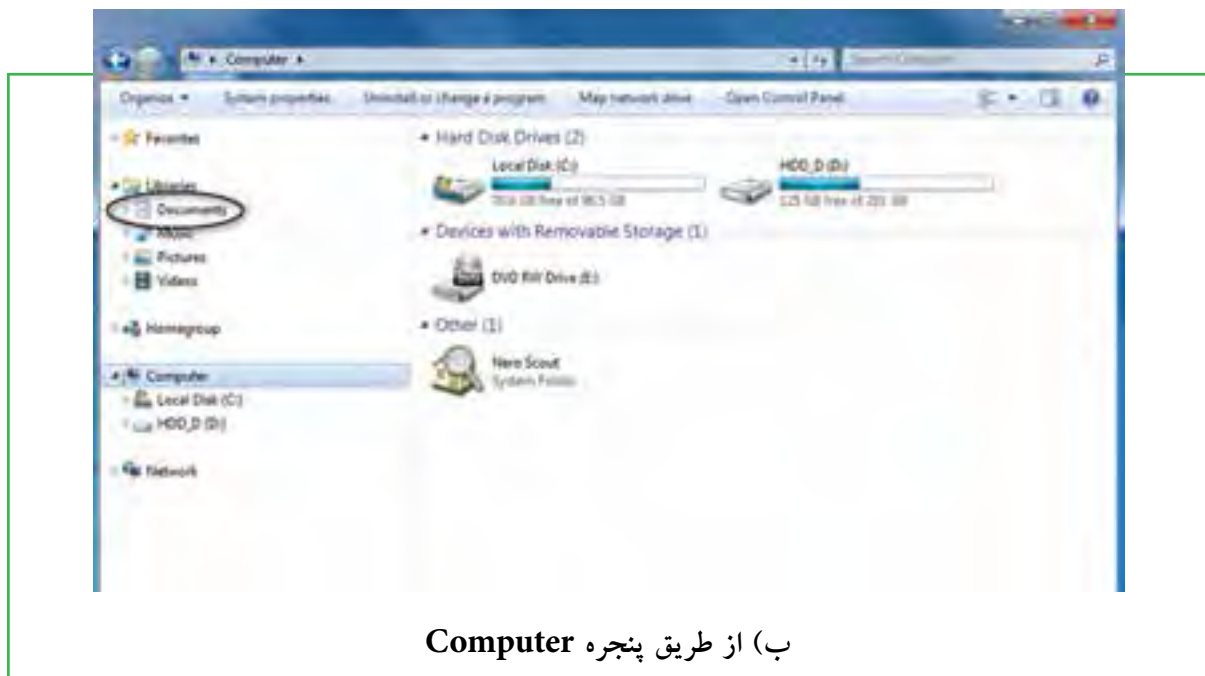 Computer
Organize
System properties
Uninstall or change a program
Map network drive
Open Control Panel
Favorites
Libraries
Documents
Music
Pictures
Videos
Homegroup
Computer
Local Disk (C:)
HDD_D (D:)
Network
Hard Disk Drives (2)
Local Disk (C:)
HDD_D (D:)
Devices with Removable Storage (1)
DVD RW Drive (E:)
Other (1)
Nero Scout
System Folder
ب) از طریق پنجره Computer